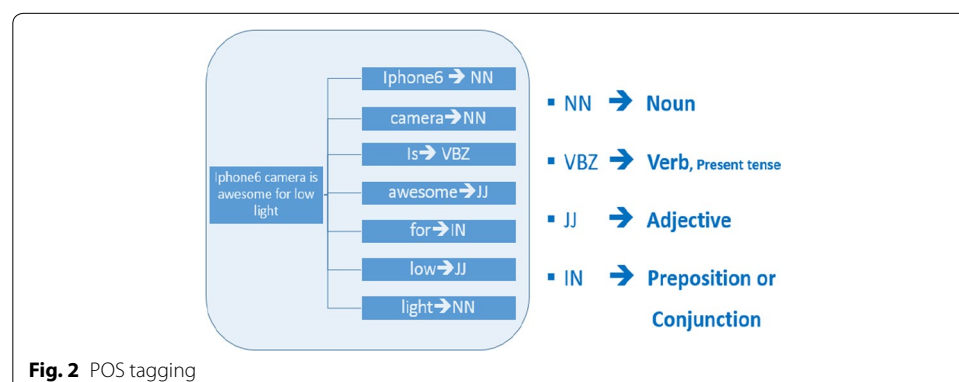 Iphone6 camera is
awesome for low
light
Iphone6 ➔ NN
camera➔NN
Is➔ VBZ
awesome➔JJ
for➔IN
low➔JJ
light➔NN
▪ NN ➔ Noun
▪ VBZ ➔ Verb, Present tense
▪ JJ ➔ Adjective
▪ IN ➔ Preposition or
Conjunction
Fig. 2 POS tagging